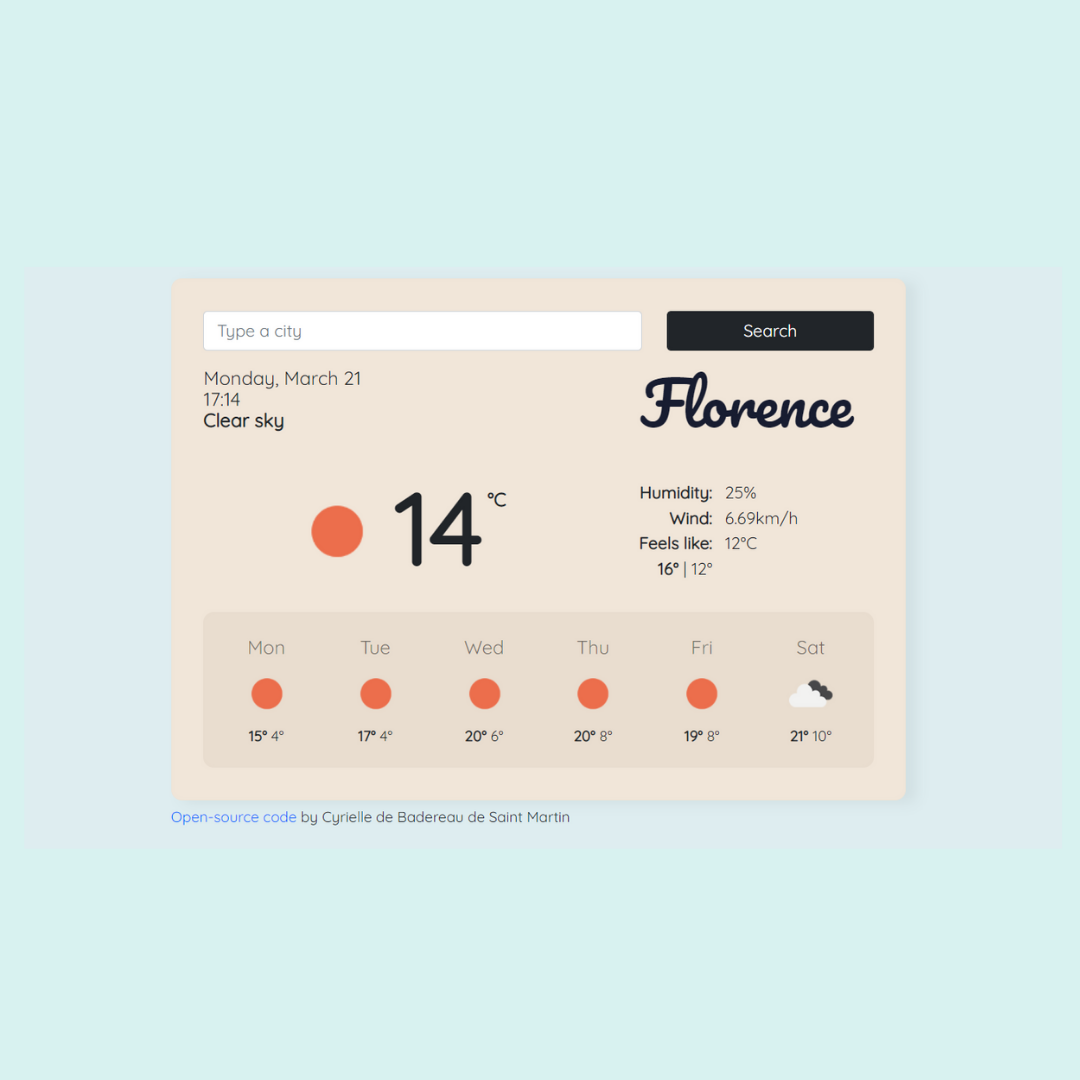 Type a city
Search
Monday, March 21
17:14
Clear sky
Florence
14 °C
Humidity: 25%
Wind: 6.69km/h
Feels like: 12°C
16° | 12°
Mon Tue Wed Thu Fri Sat
15° 4° 17° 4° 20° 6° 20° 8° 19° 8° 21° 10°
Open-source code by Cyrielle de Badereau de Saint Martin